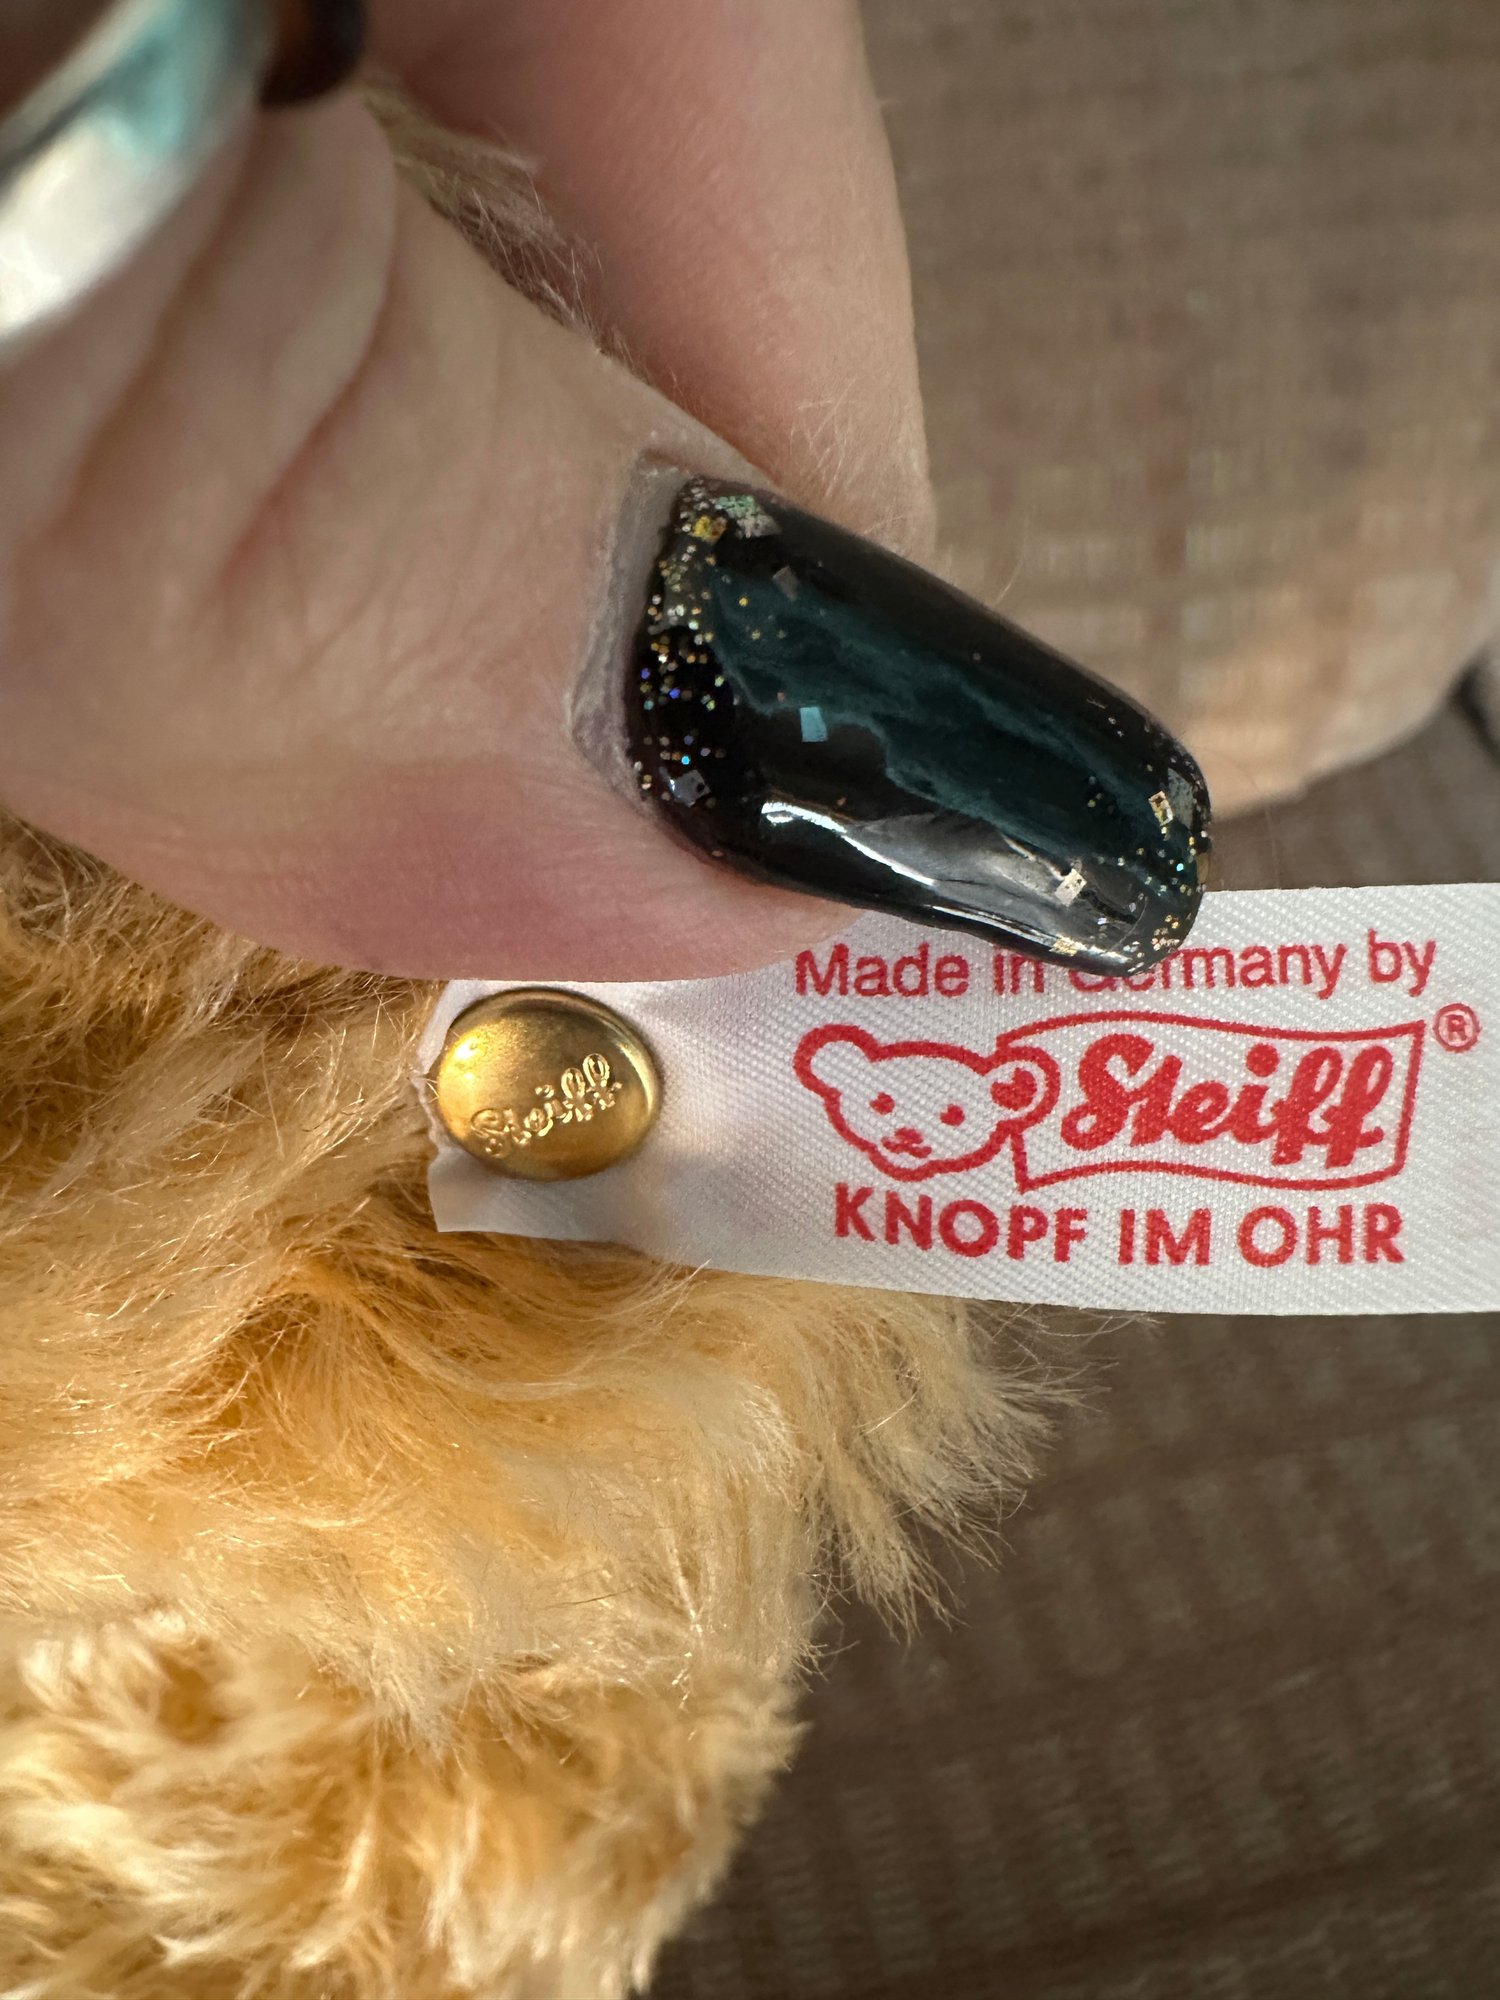 Made in Germany by
Steiff®
KNOPF IM OHR
Steiff